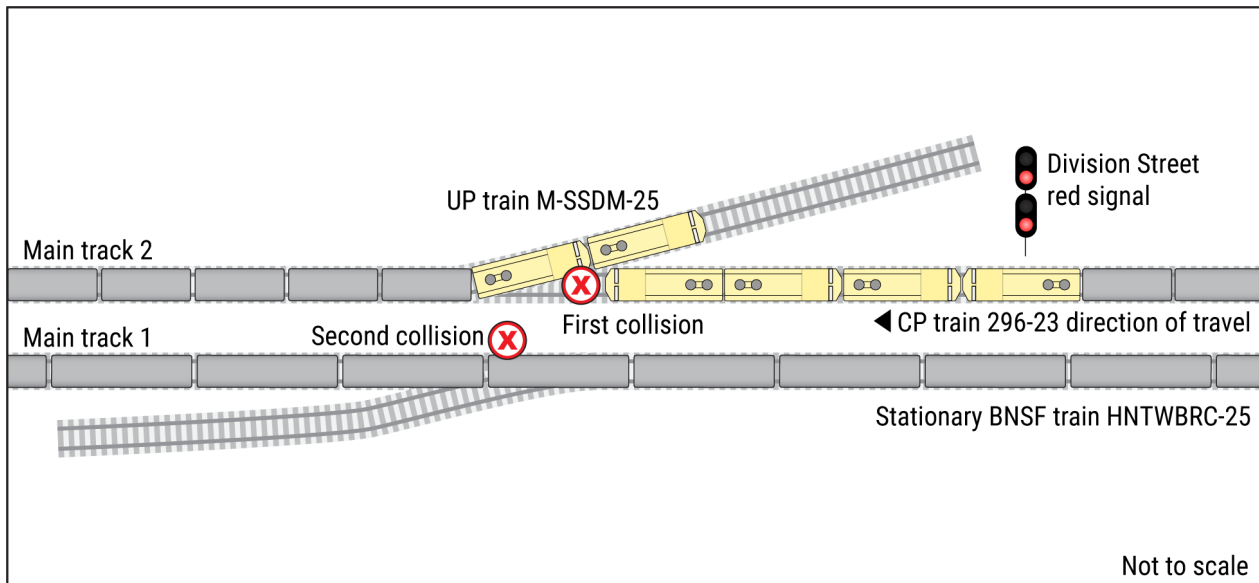 Division Street
red signal
UP train M-SSDM-25
Main track 2
X
First collision
CP train 296-23 direction of travel
Main track 1
Second collision
X
Stationary BNSF train HNTWBRC-25
Not to scale